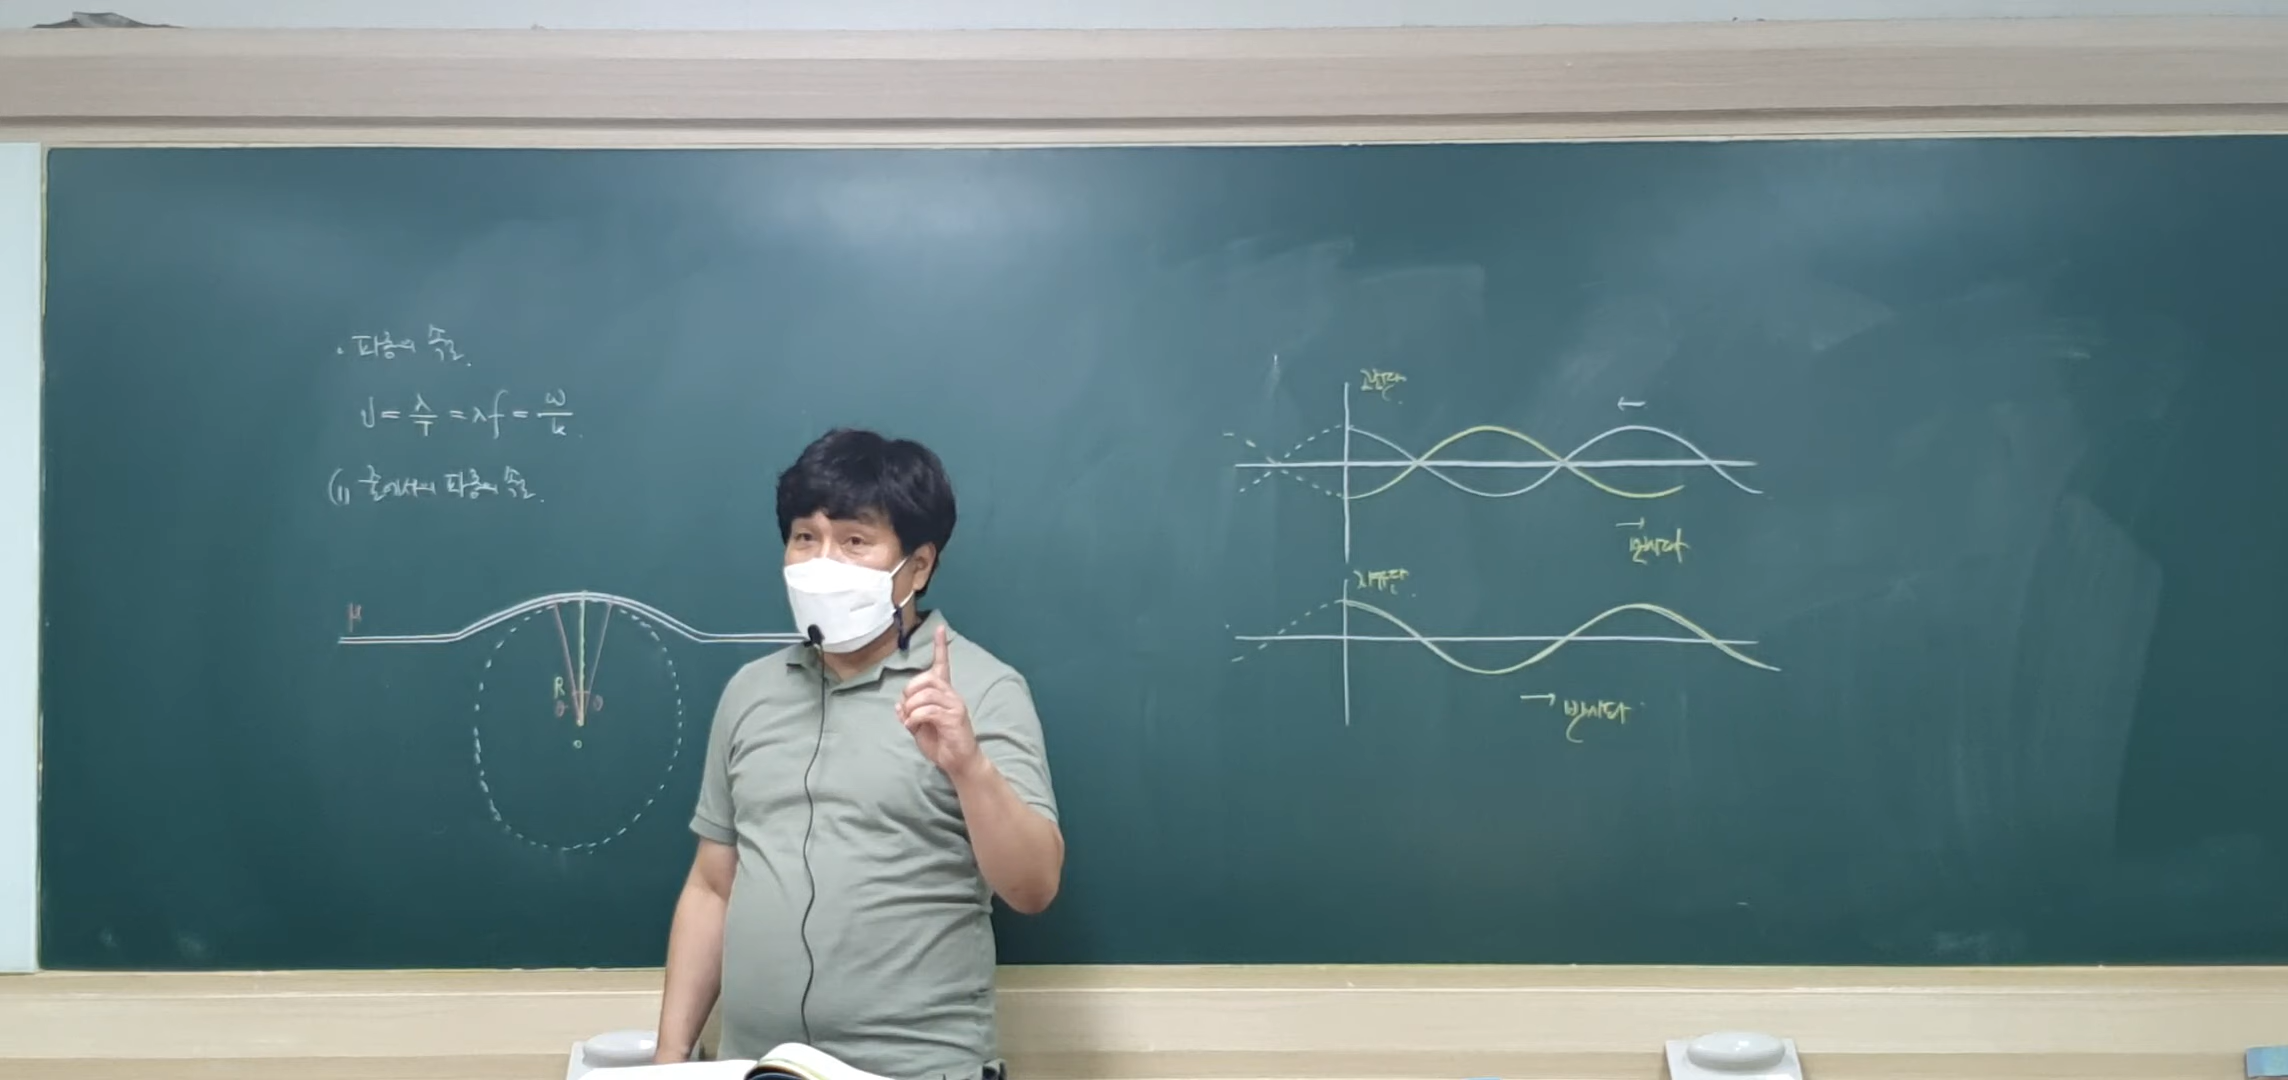 · 파동의 속도.
v = λ/T = λf = ω/k.
(1) 줄에서의 파동의 속도.
μ
R
θ θ
o
고정단.
←
→
반사파
자유단.
→ 반사파.